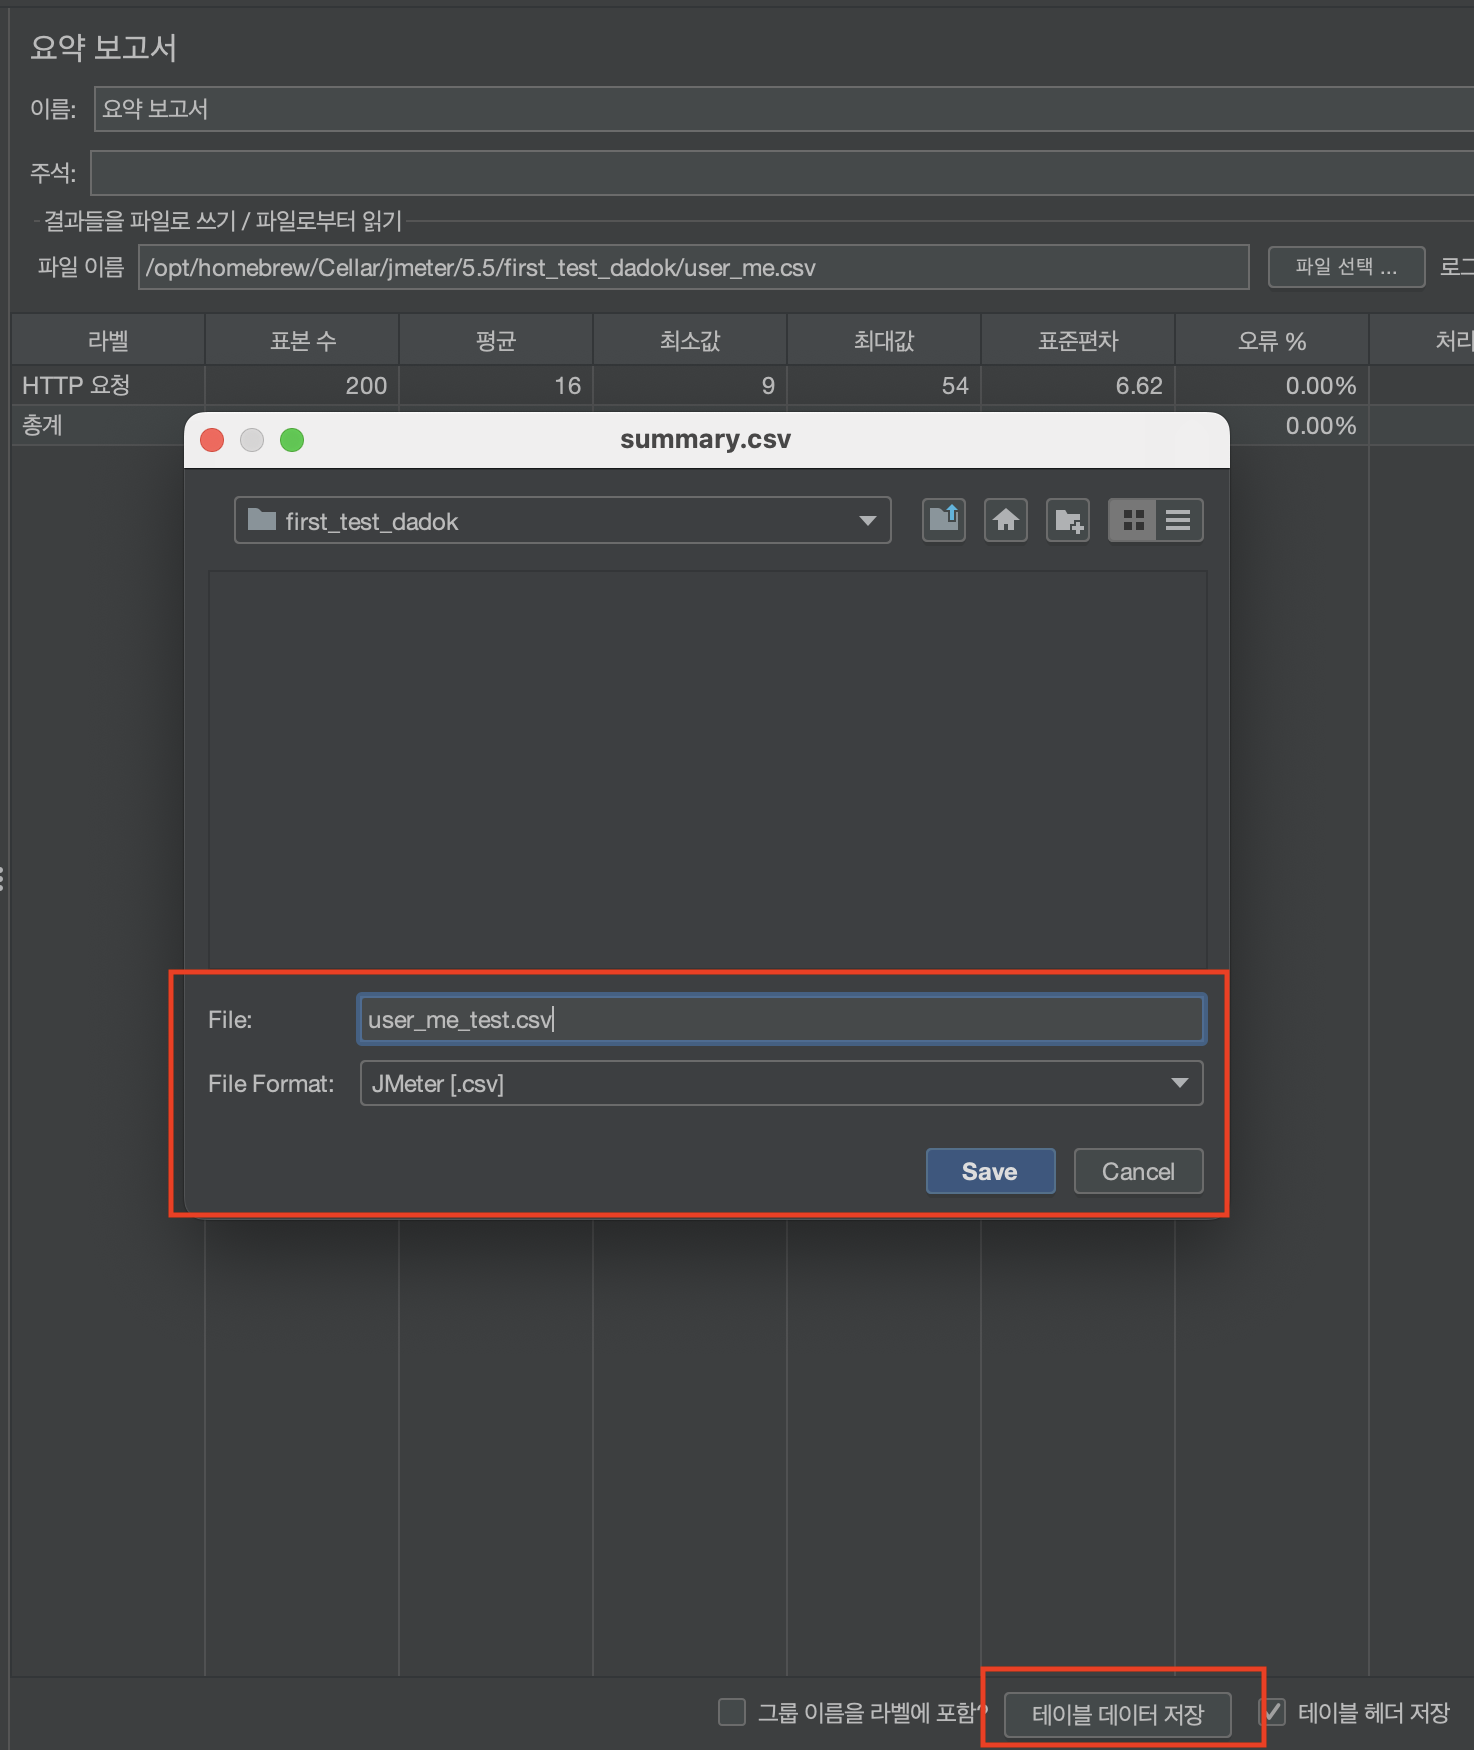 요약 보고서
이름: 요약 보고서
주석:
결과들을 파일로 쓰기 / 파일로부터 읽기
파일 이름 /opt/homebrew/Cellar/jmeter/5.5/first_test_dadok/user_me.csv 파일 선택 ... 로그
라벨 표본 수 평균 최소값 최대값 표준편차 오류 % 처리
HTTP 요청 200 16 9 54 6.62 0.00%
총계 0.00%
summary.csv
first_test_dadok
File: user_me_test.csv
File Format: JMeter [.csv]
Save Cancel
그룹 이름을 라벨에 포함? 테이블 데이터 저장 테이블 헤더 저장